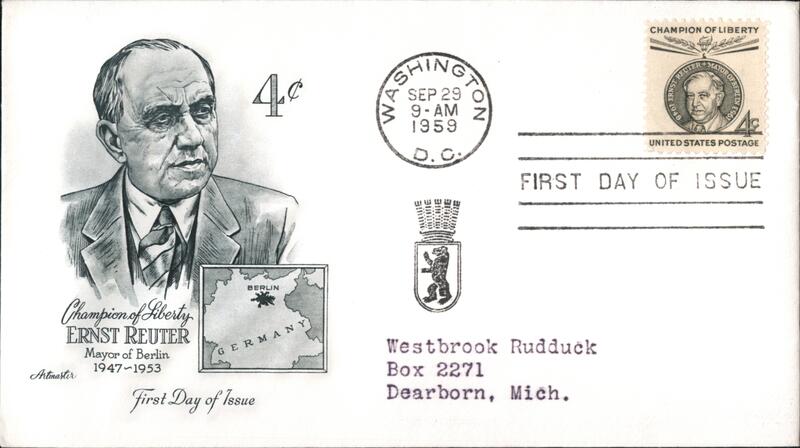 4¢
Champion of Liberty
ERNST REUTER
Mayor of Berlin
1947~1953
Artmaster
First Day of Issue
BERLIN
GERMANY
WASHINGTON
SEP 29
9-AM
1959
D.C.
CHAMPION OF LIBERTY
ERNST REUTER MAYOR OF BERLIN
4c
UNITED STATES POSTAGE
FIRST DAY OF ISSUE
Westbrook Rudduck
Box 2271
Dearborn, Mich.